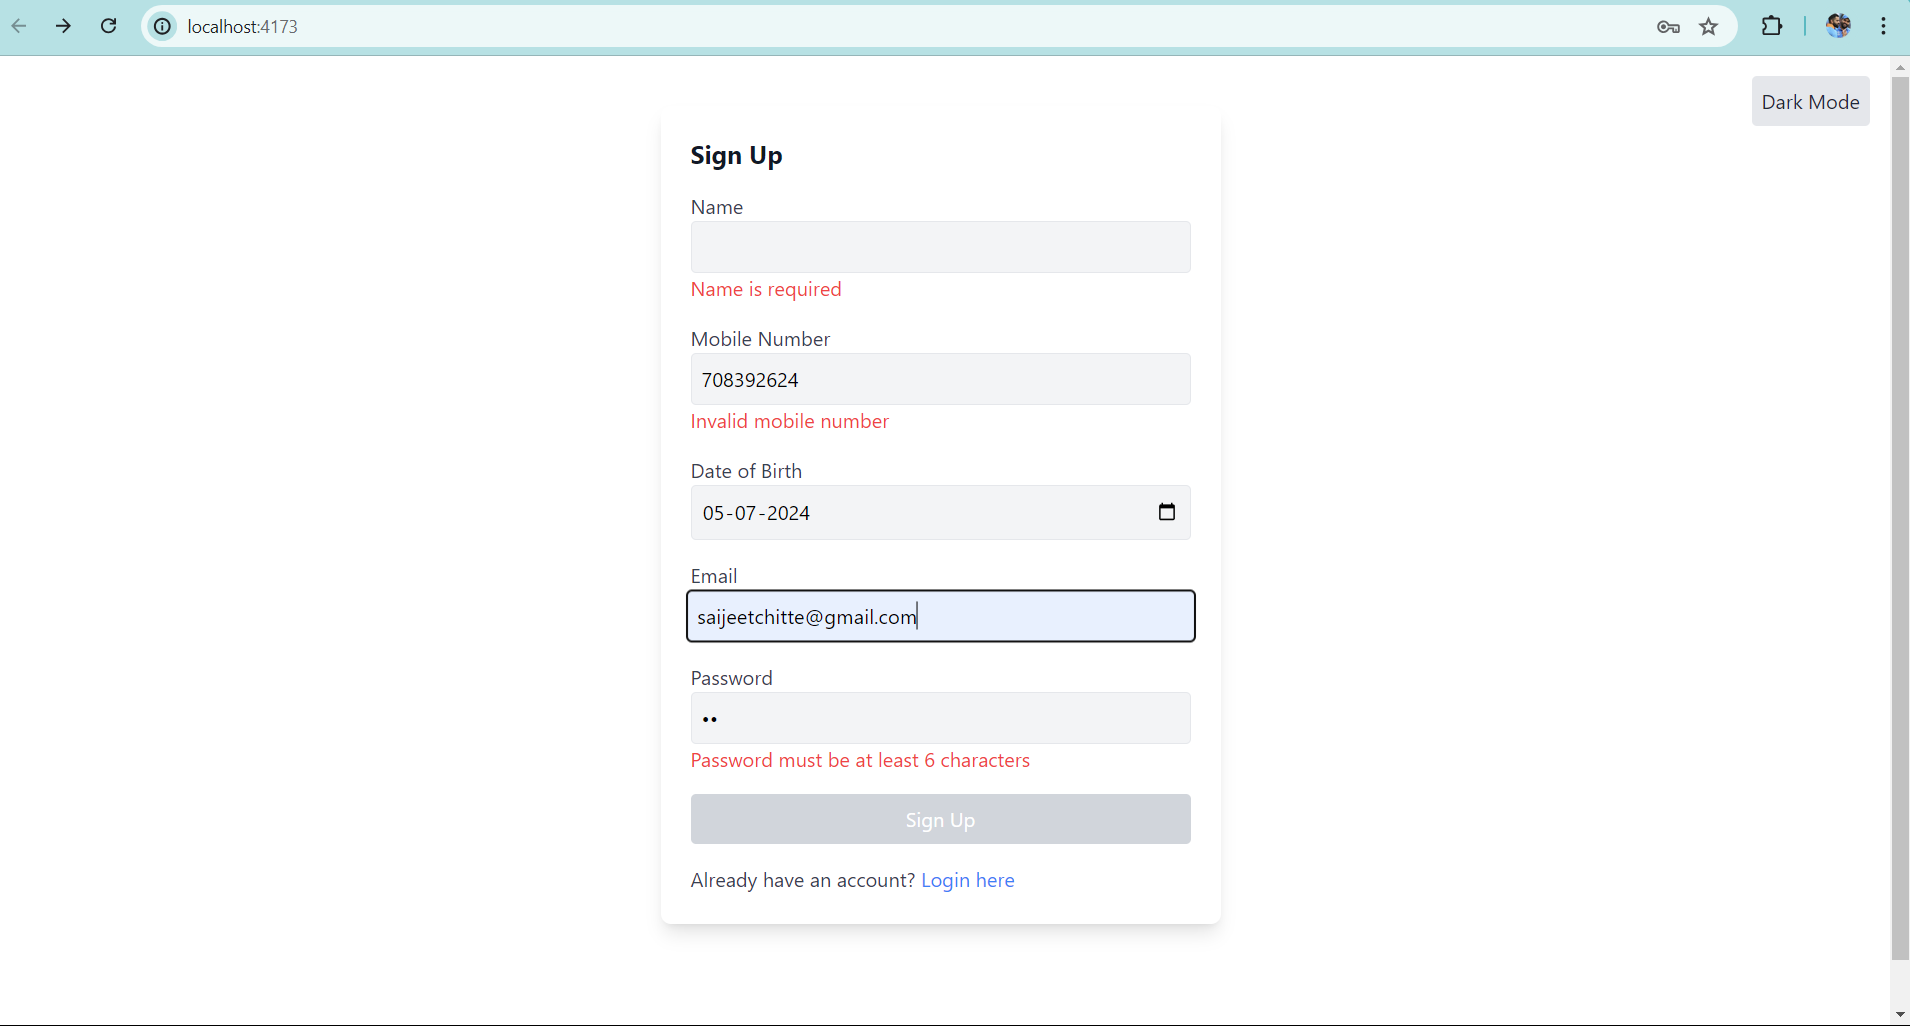 localhost:4173
Dark Mode
Sign Up
Name
Name is required
Mobile Number
708392624
Invalid mobile number
Date of Birth
05-07-2024
Email
saijeetchitte@gmail.com
Password
••
Password must be at least 6 characters
Sign Up
Already have an account? Login here